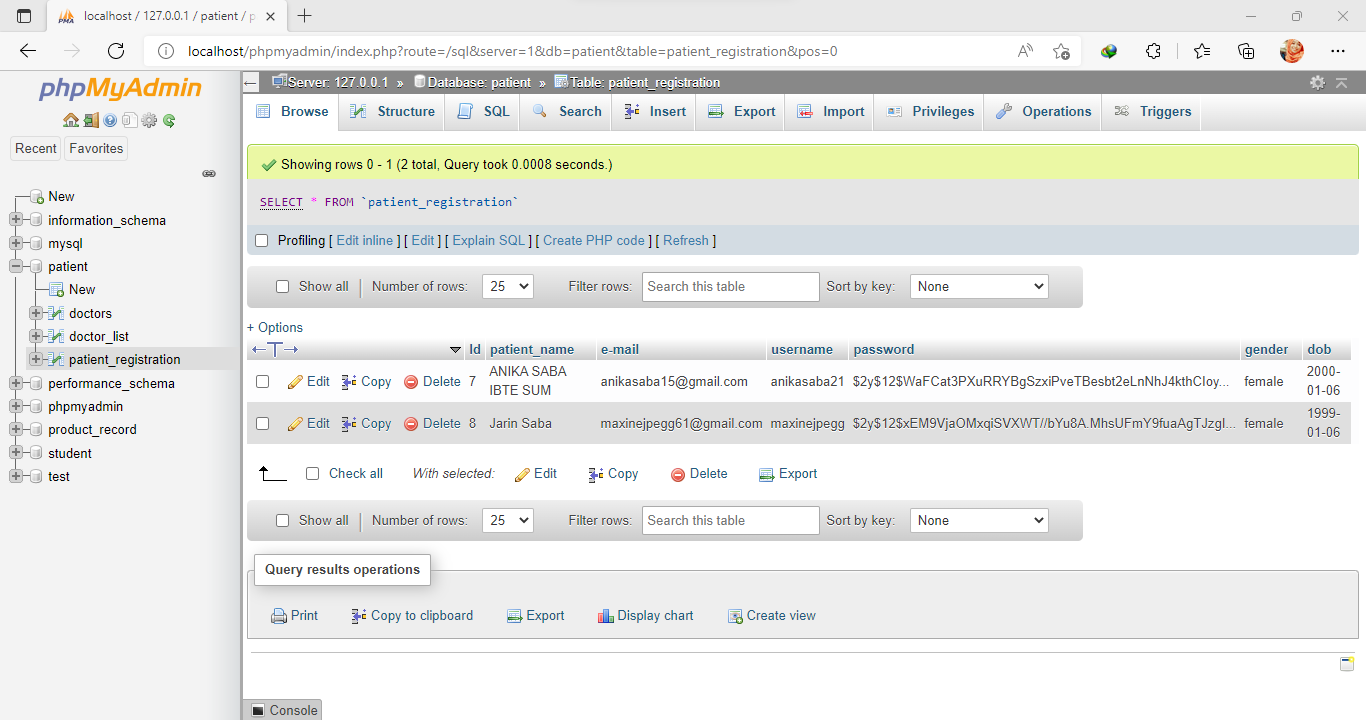 localhost / 127.0.0.1 / patient / p
localhost/phpmyadmin/index.php?route=/sql&server=1&db=patient&table=patient_registration&pos=0
phpMyAdmin
Recent Favorites
New
information_schema
mysql
patient
New
doctors
doctor_list
patient_registration
performance_schema
phpmyadmin
product_record
student
test
Server: 127.0.0.1 » Database: patient » Table: patient_registration
Browse Structure SQL Search Insert Export Import Privileges Operations Triggers
Showing rows 0 - 1 (2 total, Query took 0.0008 seconds.)
SELECT * FROM `patient_registration`
Profiling [ Edit inline ] [ Edit ] [ Explain SQL ] [ Create PHP code ] [ Refresh ]
Show all Number of rows: 25 Filter rows: Search this table Sort by key: None
+ Options
←T→ Id patient_name e-mail username password gender dob
Edit Copy Delete 7 ANIKA SABA IBTE SUM anikasaba15@gmail.com anikasaba21 $2y$12$WaFCat3PXuRRYBgSzxiPveTBesbt2eLnNhJ4kthCIoy... female 2000-01-06
Edit Copy Delete 8 Jarin Saba maxinejpegg61@gmail.com maxinejpegg $2y$12$xEM9VjaOMxqiSVXWT//bYu8A.MhsUFmY9fuaAgTJzgI... female 1999-01-06
Check all With selected: Edit Copy Delete Export
Show all Number of rows: 25 Filter rows: Search this table Sort by key: None
Query results operations
Print Copy to clipboard Export Display chart Create view
Console